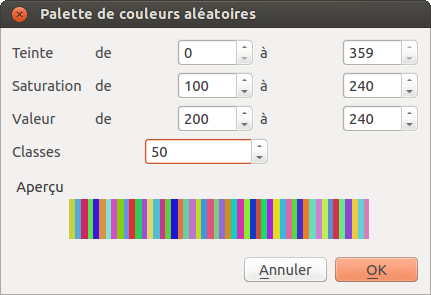 Palette de couleurs aléatoires
Teinte de 0 à 359
Saturation de 100 à 240
Valeur de 200 à 240
Classes 50
Aperçu
Annuler OK